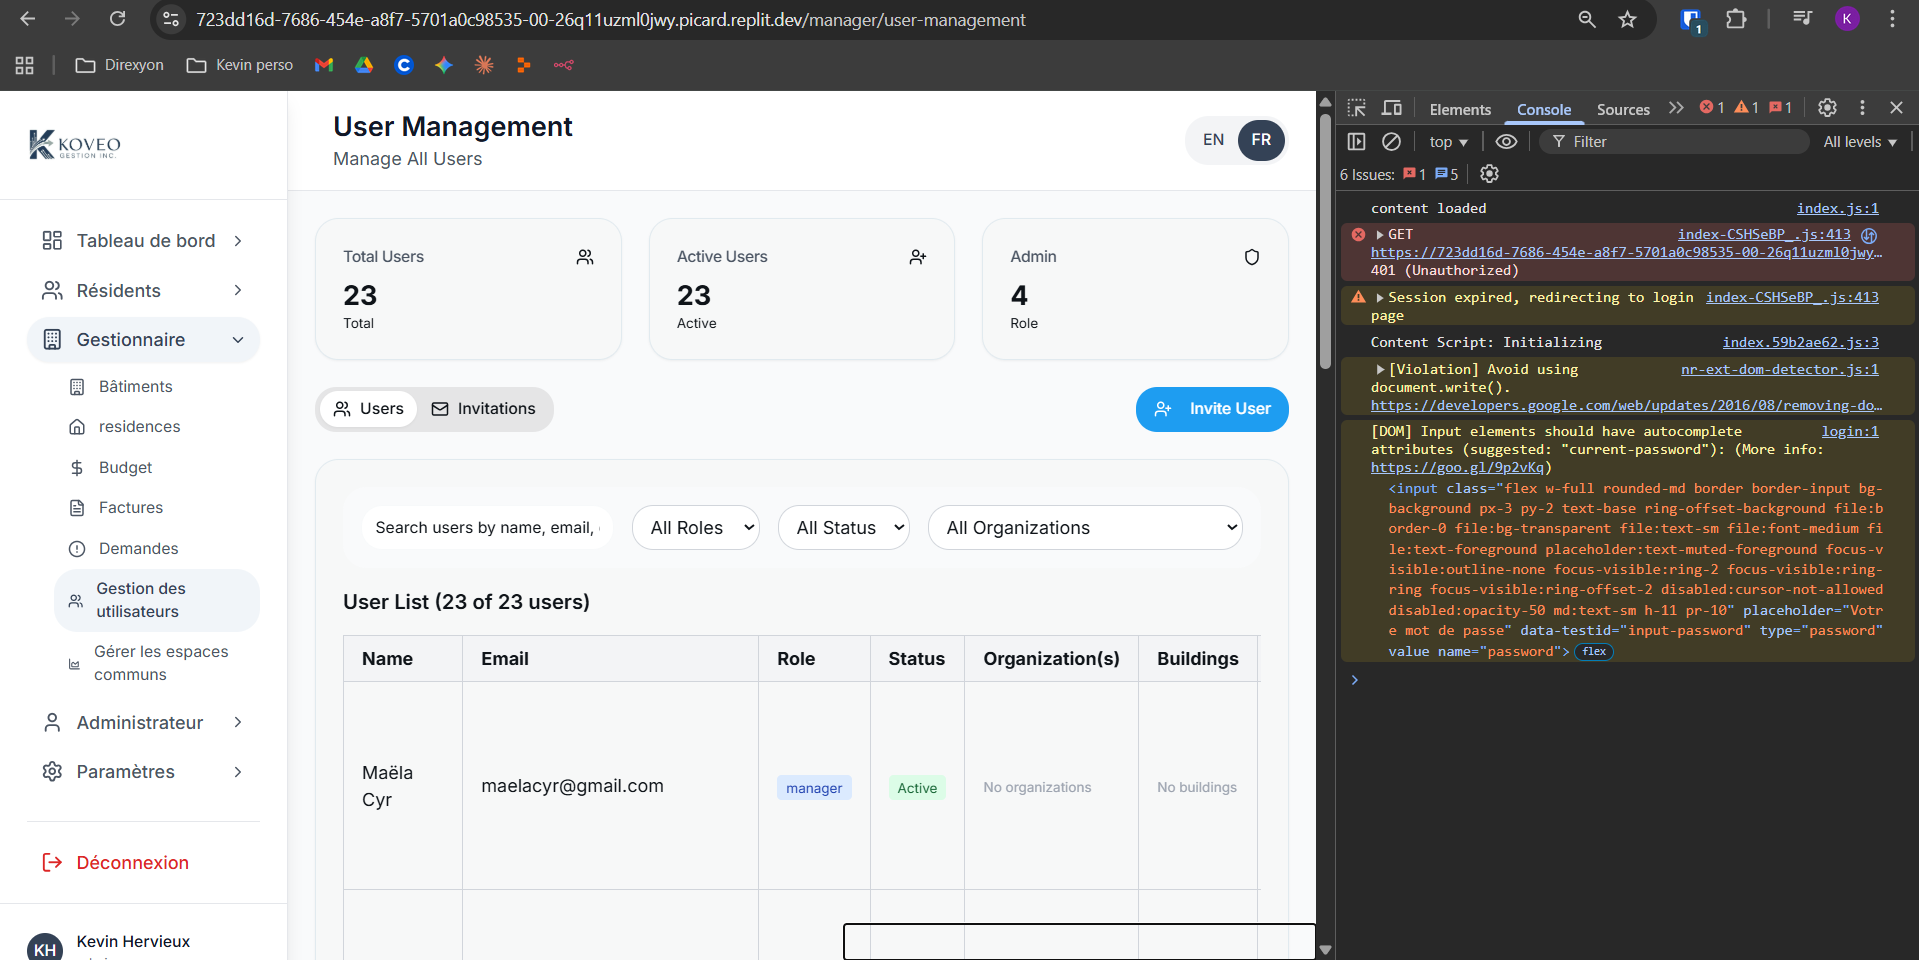 723dd16d-7686-454e-a8f7-5701a0c98535-00-26q11uzml0jwy.picard.replit.dev/manager/user-management
1
K
Direxyon
Kevin perso
KOVEO
GESTION INC.
User Management
Manage All Users
EN
FR
Tableau de bord
Résidents
Gestionnaire
Bâtiments
residences
Budget
Factures
Demandes
Gestion des
utilisateurs
Gérer les espaces
communs
Administrateur
Paramètres
Déconnexion
KH
Kevin Hervieux
Total Users
23
Total
Active Users
23
Active
Admin
4
Role
Users
Invitations
Invite User
Search users by name, email,
All Roles
All Status
All Organizations
User List (23 of 23 users)
Name
Email
Role
Status
Organization(s)
Buildings
Maëla
Cyr
maelacyr@gmail.com
manager
Active
No organizations
No buildings
Elements
Console
Sources
1
1
1
top
Filter
All levels
6 Issues:
1
5
content loaded
index.js:1
GET
index-CSHSeBP_.js:413
https://723dd16d-7686-454e-a8f7-5701a0c98535-00-26q11uzml0jwy…
401 (Unauthorized)
Session expired, redirecting to login
index-CSHSeBP_.js:413
page
Content Script: Initializing
index.59b2ae62.js:3
[Violation] Avoid using
nr-ext-dom-detector.js:1
document.write().
https://developers.google.com/web/updates/2016/08/removing-do…
[DOM] Input elements should have autocomplete
login:1
attributes (suggested: "current-password"): (More info:
https://goo.gl/9p2vKq)
<input class="flex w-full rounded-md border border-input bg-
background px-3 py-2 text-base ring-offset-background file:b
order-0 file:bg-transparent file:text-sm file:font-medium fi
le:text-foreground placeholder:text-muted-foreground focus-v
isible:outline-none focus-visible:ring-2 focus-visible:ring-
ring focus-visible:ring-offset-2 disabled:cursor-not-allowed
disabled:opacity-50 md:text-sm h-11 pr-10" placeholder="Votr
e mot de passe" data-testid="input-password" type="password"
value name="password">
flex